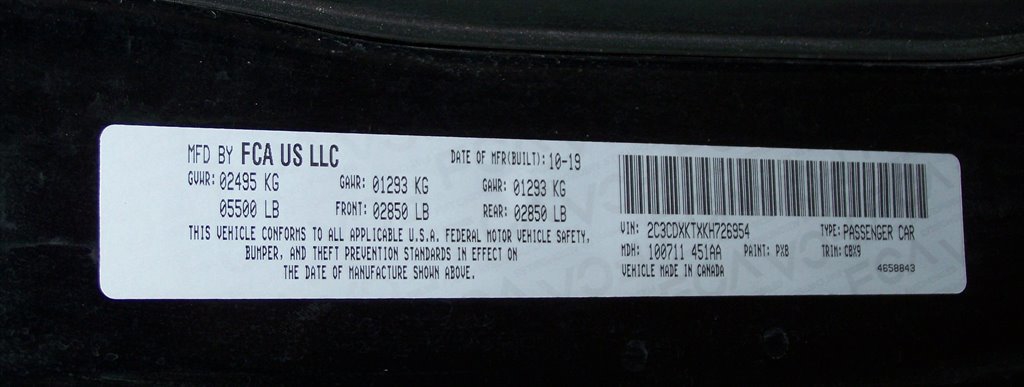 MFD BY FCA US LLC DATE OF MFR(BUILT): 10-19
GVWR: 02495 KG GAWR: 01293 KG GAWR: 01293 KG
05500 LB FRONT: 02850 LB REAR: 02850 LB
THIS VEHICLE CONFORMS TO ALL APPLICABLE U.S.A. FEDERAL MOTOR VEHICLE SAFETY,
BUMPER, AND THEFT PREVENTION STANDARDS IN EFFECT ON
THE DATE OF MANUFACTURE SHOWN ABOVE.
VIN: 2C3CDXKTXKH726954 TYPE: PASSENGER CAR
MDH: 100711 451AA PAINT: PX8 TRIM: CBX9
VEHICLE MADE IN CANADA 4658843